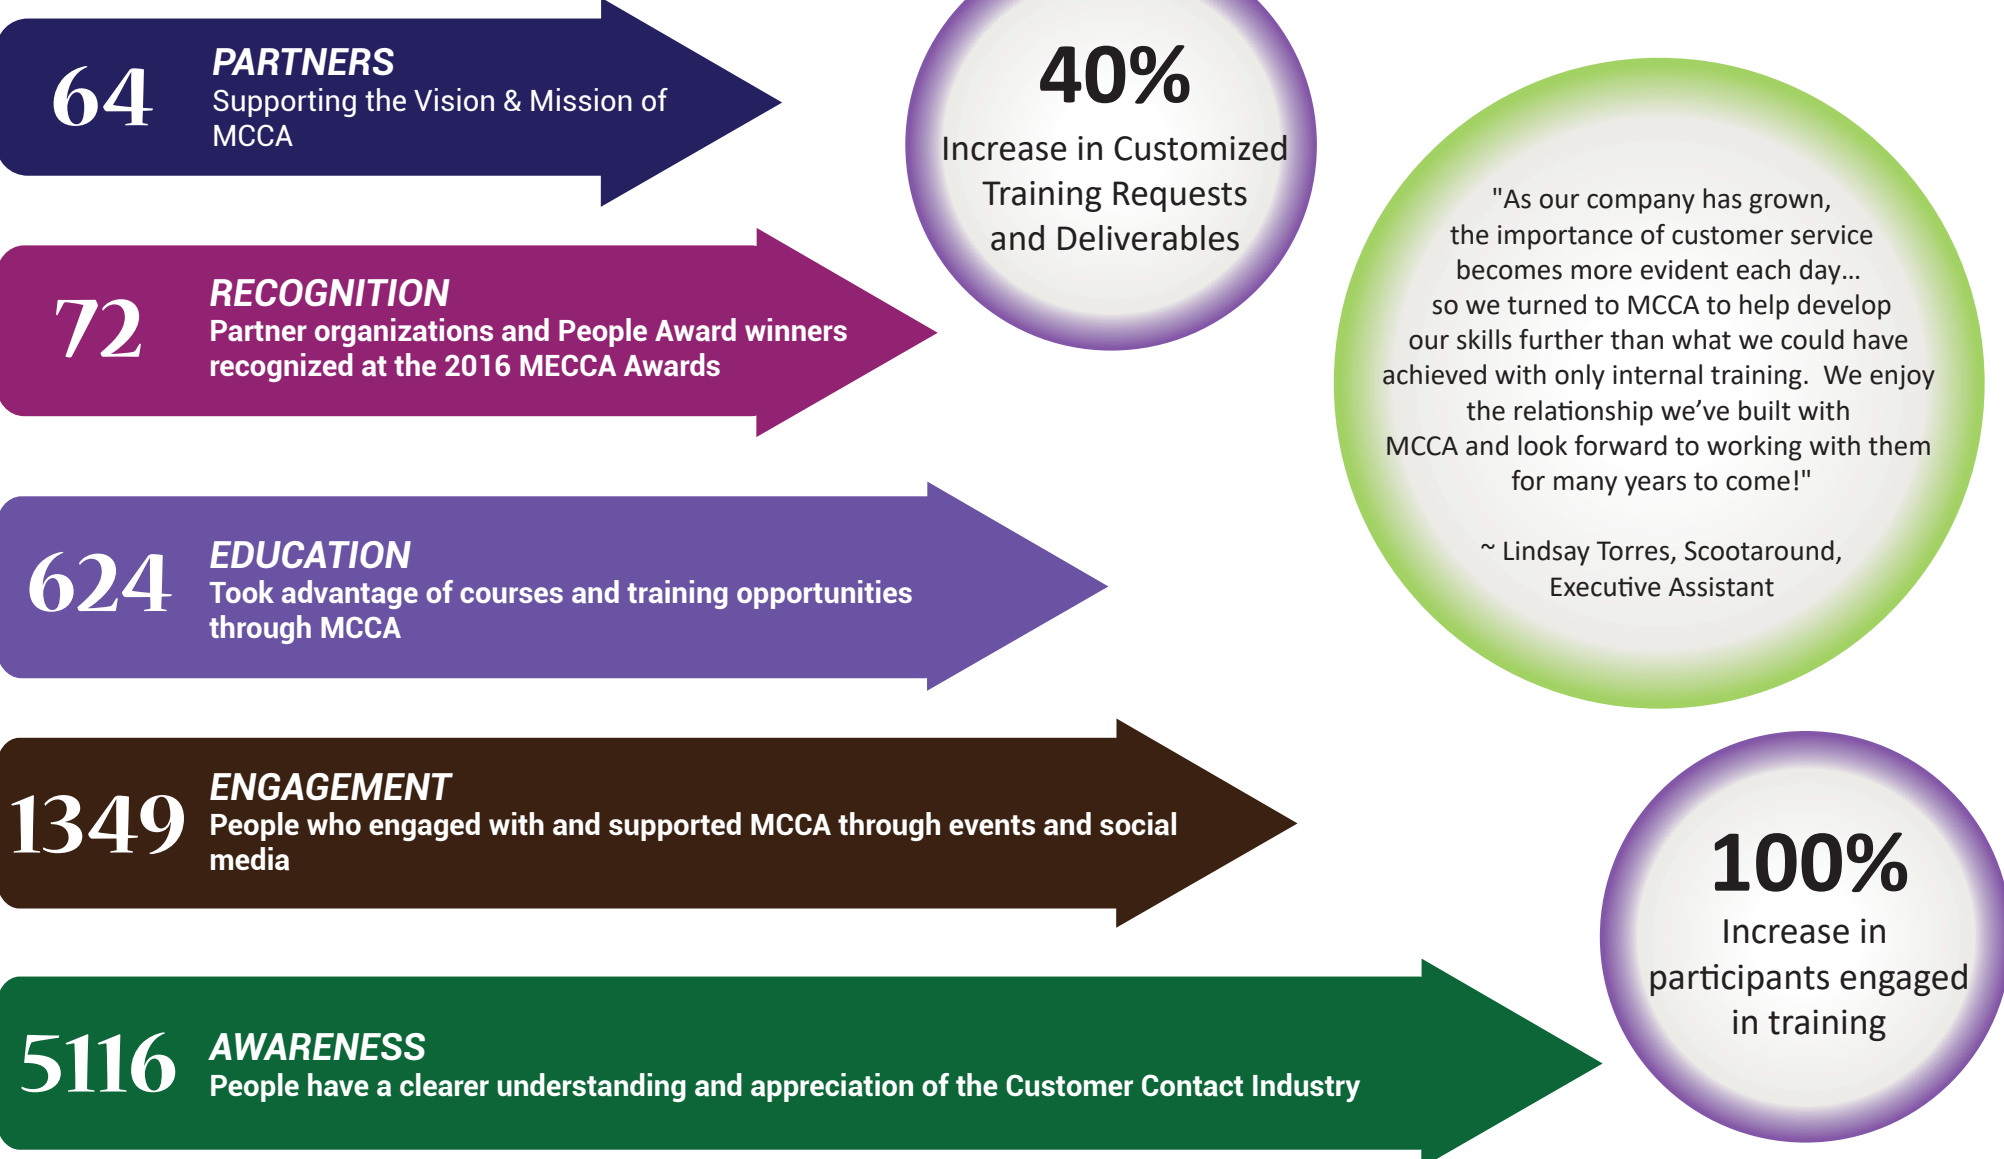 64
PARTNERS
Supporting the Vision & Mission of
MCCA
40%
Increase in Customized
Training Requests
and Deliverables
"As our company has grown,
the importance of customer service
becomes more evident each day...
so we turned to MCCA to help develop
our skills further than what we could have
achieved with only internal training.  We enjoy
the relationship we've built with
MCCA and look forward to working with them
for many years to come!"
~ Lindsay Torres, Scootaround,
Executive Assistant
72
RECOGNITION
Partner organizations and People Award winners
recognized at the 2016 MECCA Awards
624
EDUCATION
Took advantage of courses and training opportunities
through MCCA
1349
ENGAGEMENT
People who engaged with and supported MCCA through events and social
media
100%
Increase in
participants engaged
in training
5116
AWARENESS
People have a clearer understanding and appreciation of the Customer Contact Industry